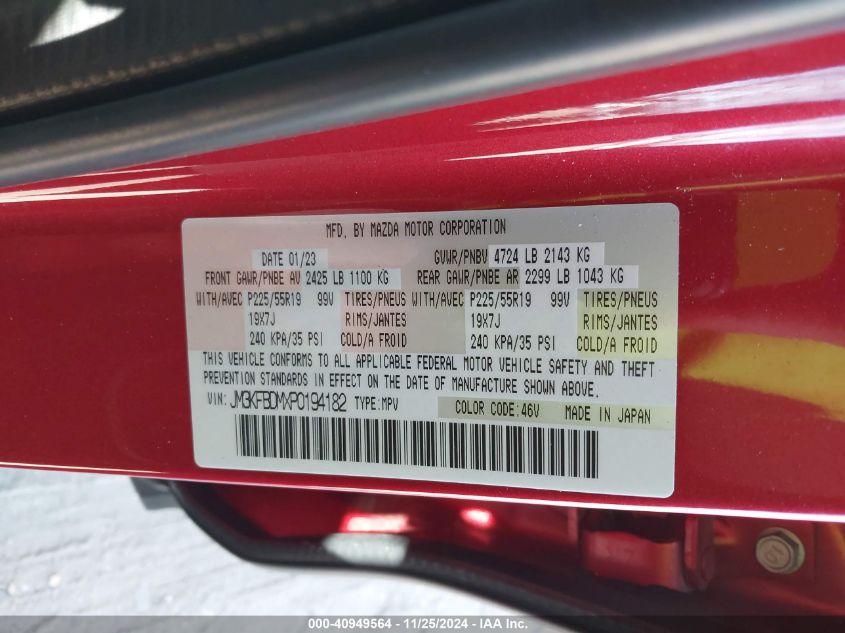 MFD. BY MAZDA MOTOR CORPORATION
DATE 01/23 GVWR/PNBV 4724 LB 2143 KG
FRONT GAWR/PNBE AV 2425 LB 1100 KG REAR GAWR/PNBE AR 2299 LB 1043 KG
WITH/AVEC P225/55R19 99V TIRES/PNEUS WITH/AVEC P225/55R19 99V TIRES/PNEUS
19X7J RIMS/JANTES 19X7J RIMS/JANTES
240 KPA/35 PSI COLD/A FROID 240 KPA/35 PSI COLD/A FROID
THIS VEHICLE CONFORMS TO ALL APPLICABLE FEDERAL MOTOR VEHICLE SAFETY AND THEFT
PREVENTION STANDARDS IN EFFECT ON THE DATE OF MANUFACTURE SHOWN ABOVE.
VIN: JM3KFBDMXP0194182 TYPE:MPV COLOR CODE:46V MADE IN JAPAN
10
000-40949564 - 11/25/2024 - IAA Inc.